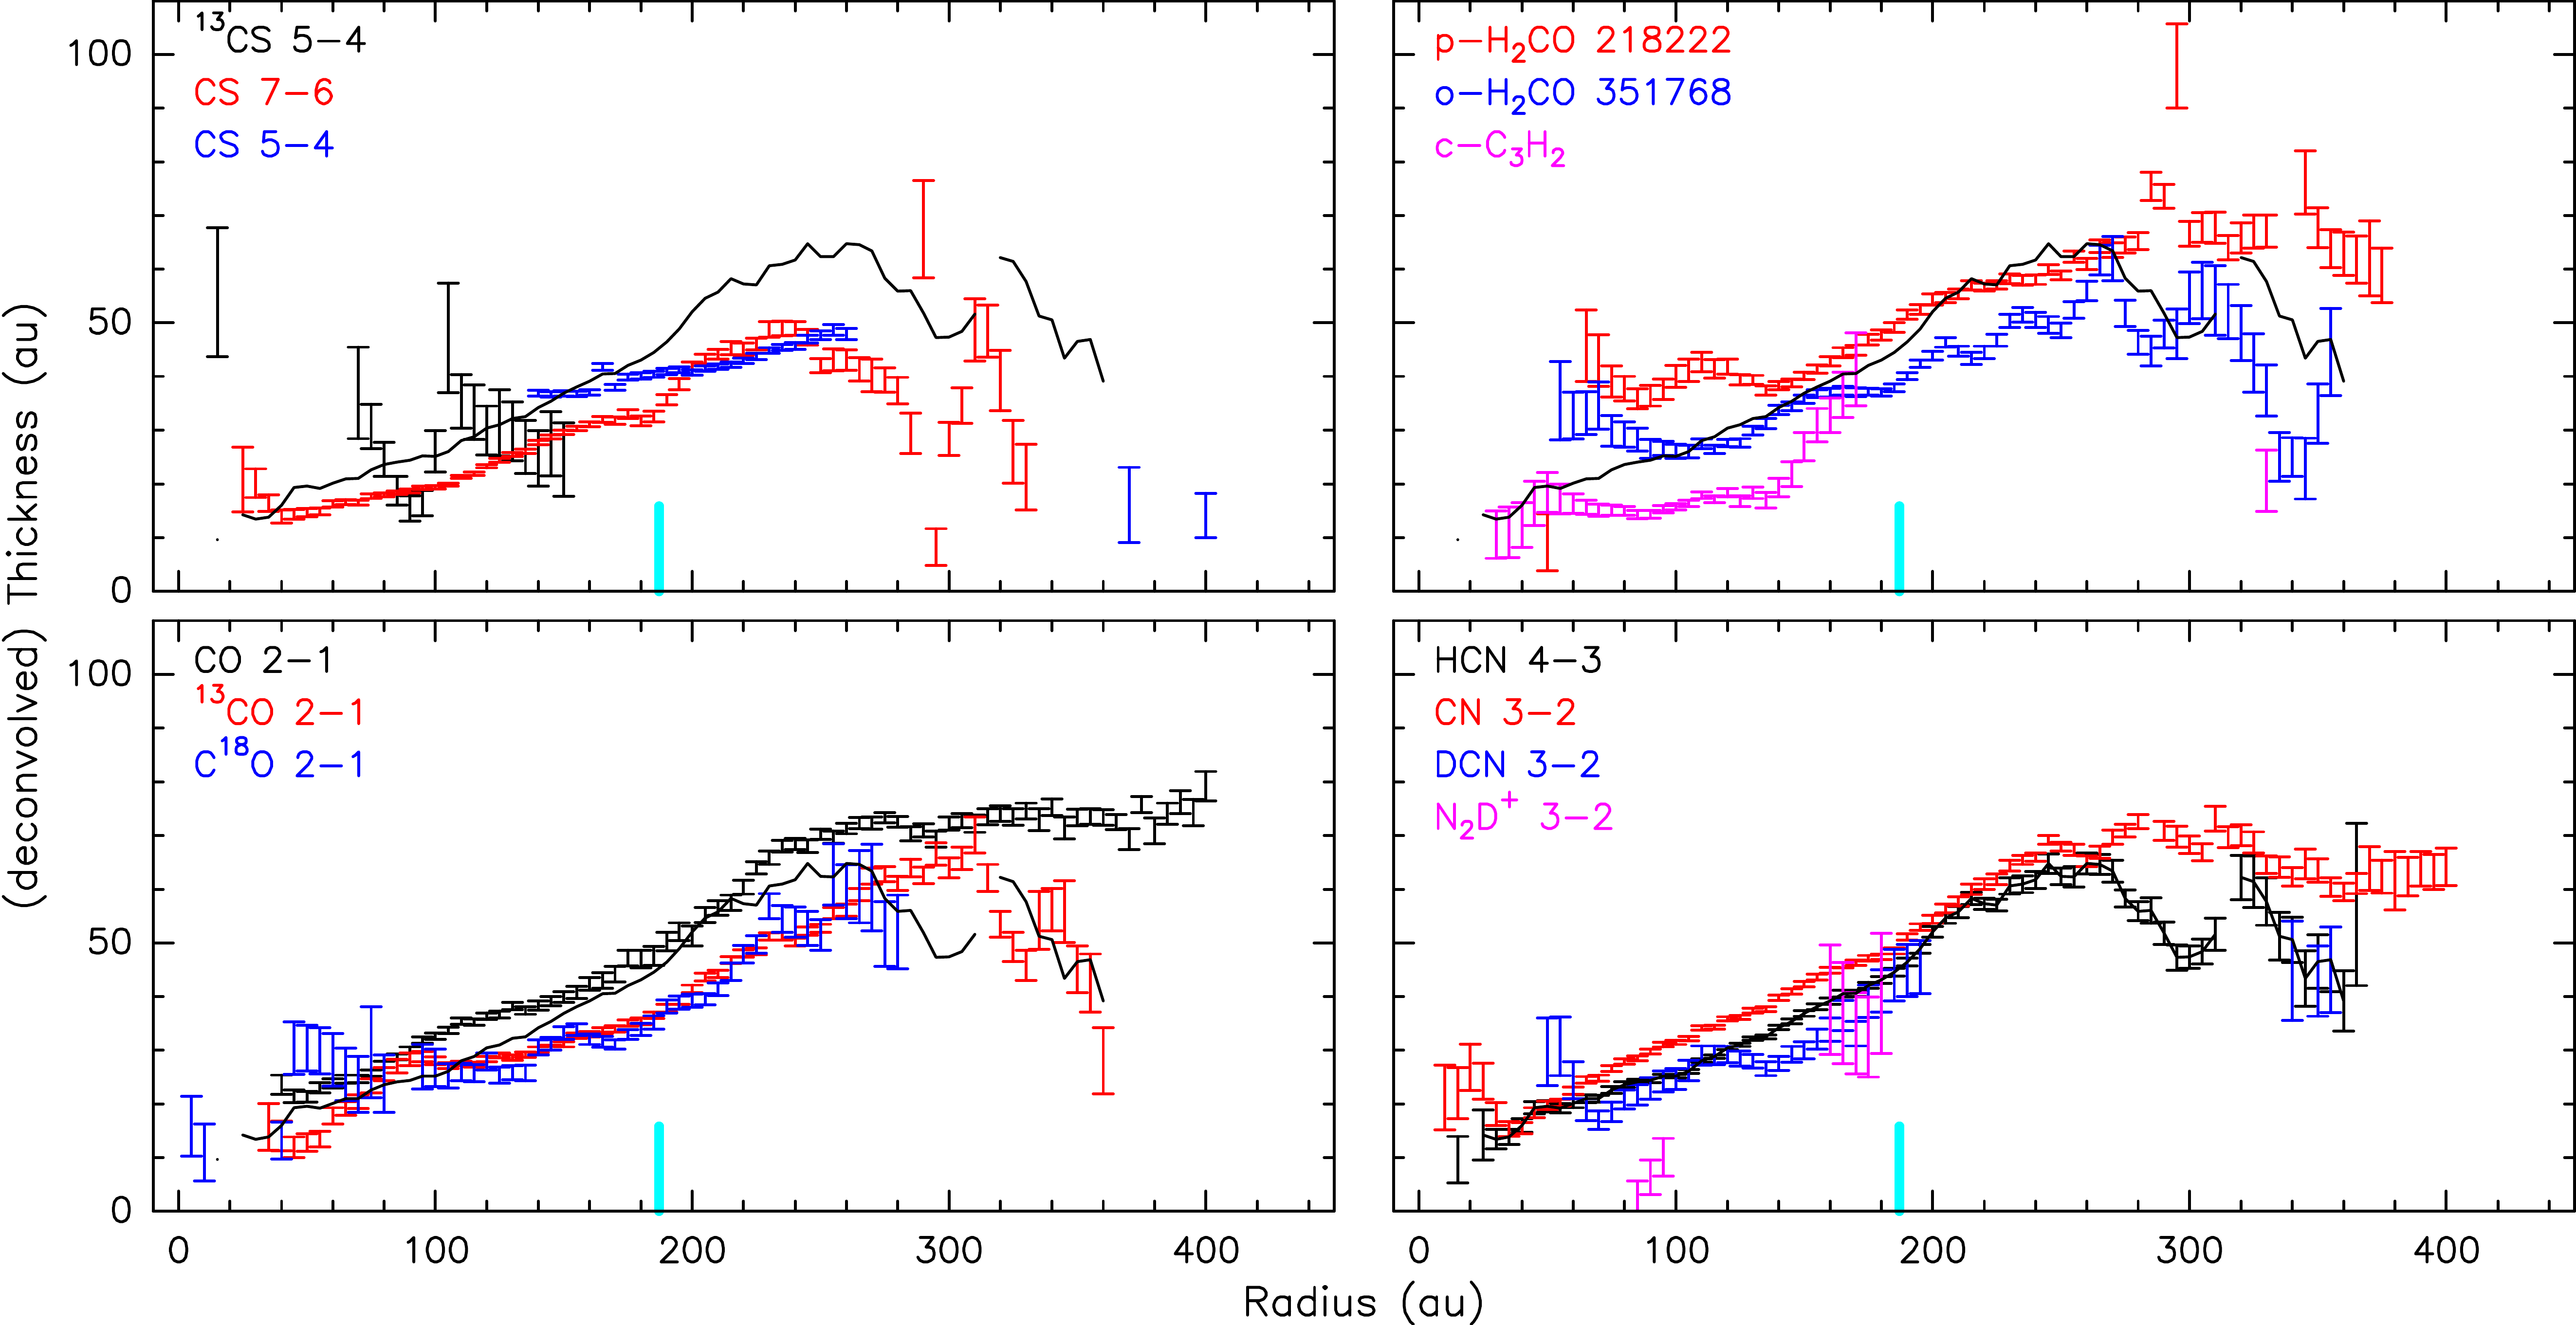 (deconvolved) Thickness (au)
100
50
0
¹³CS 5−4
CS 7−6
CS 5−4
p−H₂CO 218222
o−H₂CO 351768
c−C₃H₂
100
50
0
CO 2−1
¹³CO 2−1
C¹⁸O 2−1
HCN 4−3
CN 3−2
DCN 3−2
N₂D⁺ 3−2
0 100 200 300 400
0 100 200 300 400
Radius (au)